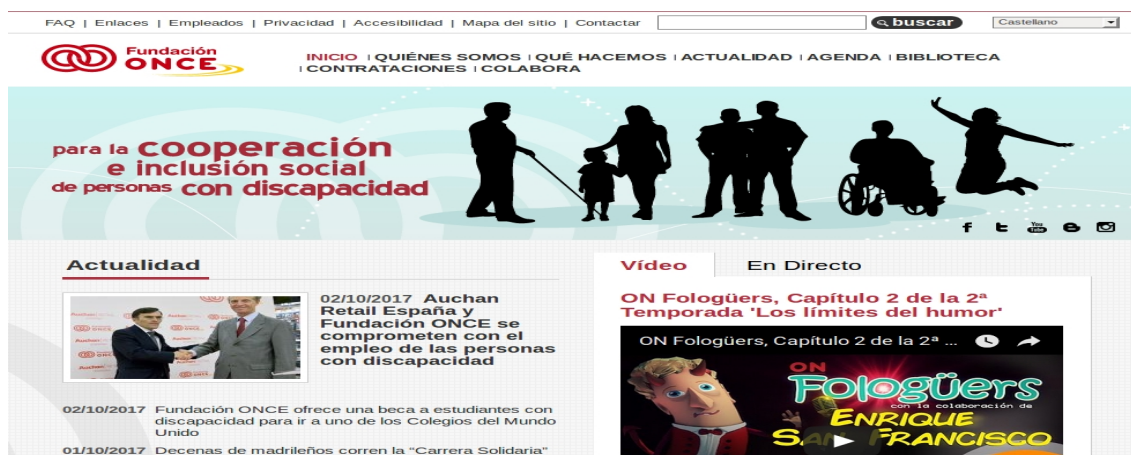 FAQ | Enlaces | Empleados | Privacidad | Accesibilidad | Mapa del sitio | Contactar
buscar
Castellano
Fundación
ONCE
INICIO | QUIÉNES SOMOS | QUÉ HACEMOS | ACTUALIDAD | AGENDA | BIBLIOTECA
| CONTRATACIONES | COLABORA
para la cooperación
e inclusión social
de personas con discapacidad
f t You Tube B
Actualidad
02/10/2017 Auchan
Retail España y
Fundación ONCE se
comprometen con el
empleo de las personas
con discapacidad
02/10/2017 Fundación ONCE ofrece una beca a estudiantes con
discapacidad para ir a uno de los Colegios del Mundo
Unido
01/10/2017 Decenas de madrileños corren la “Carrera Solidaria”
Vídeo En Directo
ON Fologüers, Capítulo 2 de la 2ª
Temporada 'Los límites del humor'
ON Fologüers, Capítulo 2 de la 2ª ...
ON
Fologüers
con la colaboración de
ENRIQUE
SAN FRANCISCO